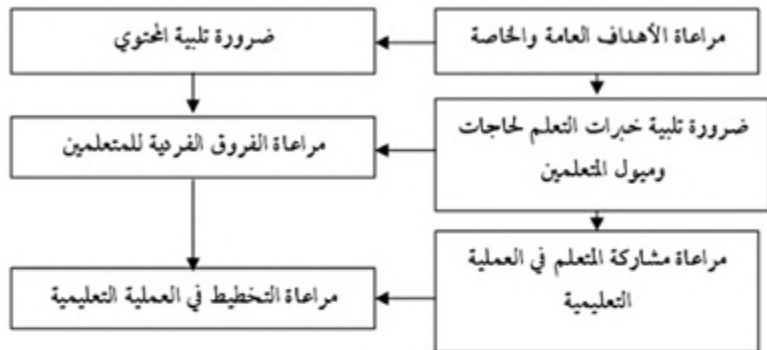 مراعاة الأهداف العامة والخاصة
ضرورة تلبية المحتوي
ضرورة تلبية خبرات التعلم لحاجات
وميول المتعلمين
مراعاة الفروق الفردية للمتعلمين
مراعاة مشاركة المتعلم في العملية
التعليمية
مراعاة التخطيط في العملية التعليمية